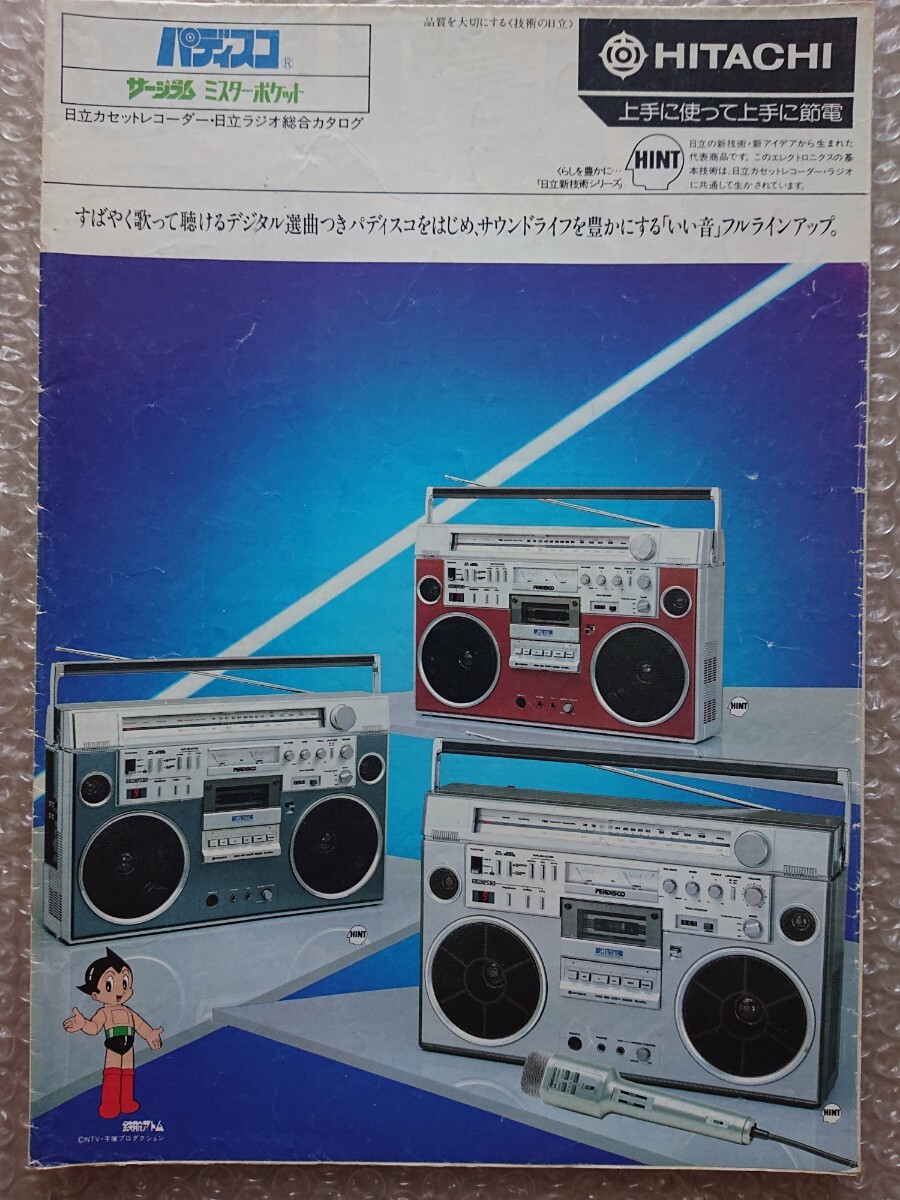 パディスコ®
サージラム ミスターポケット
日立カセットレコーダー・日立ラジオ総合カタログ
品質を大切にする〈技術の日立〉
HITACHI
上手に使って上手に節電
くらしを豊かに…
「日立新技術シリーズ」
HINT
日立の新技術・新アイデアから生まれた
代表商品です。このエレクトロニクスの基
本技術は、日立カセットレコーダー・ラジオ
に共通して生かされています。
すばやく歌って聴けるデジタル選曲つきパディスコをはじめ、サウンドライフを豊かにする「いい音」フルラインアップ。
PERDISCO
METAL
HINT
PERDISCO
METAL
HINT
PERDISCO
METAL
HINT
鉄腕アトム
©NTV・手塚プロダクション